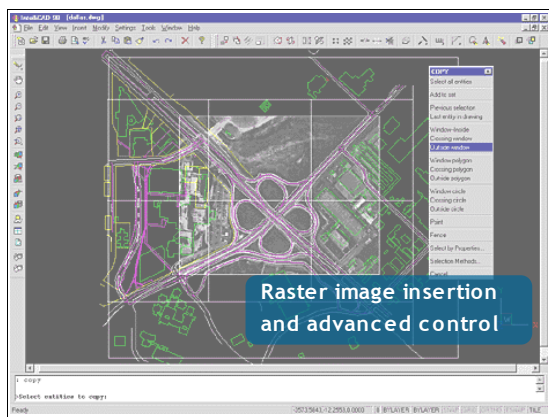 [dallas.dwg]
File Edit View Insert Modify Settings Tools Window Help
COPY
Select all entities
Add to set
Previous selection
Last entity in drawing
Window-Inside
Crossing window
Outside window
Window polygon
Crossing polygon
Outside polygon
Window circle
Crossing circle
Outside circle
Point
Fence
Select by Properties...
Selection Methods...
Cancel
Raster image insertion
and advanced control
: copy
>Select entities to copy:
Ready
BYLAYER BYLAYER
TILE